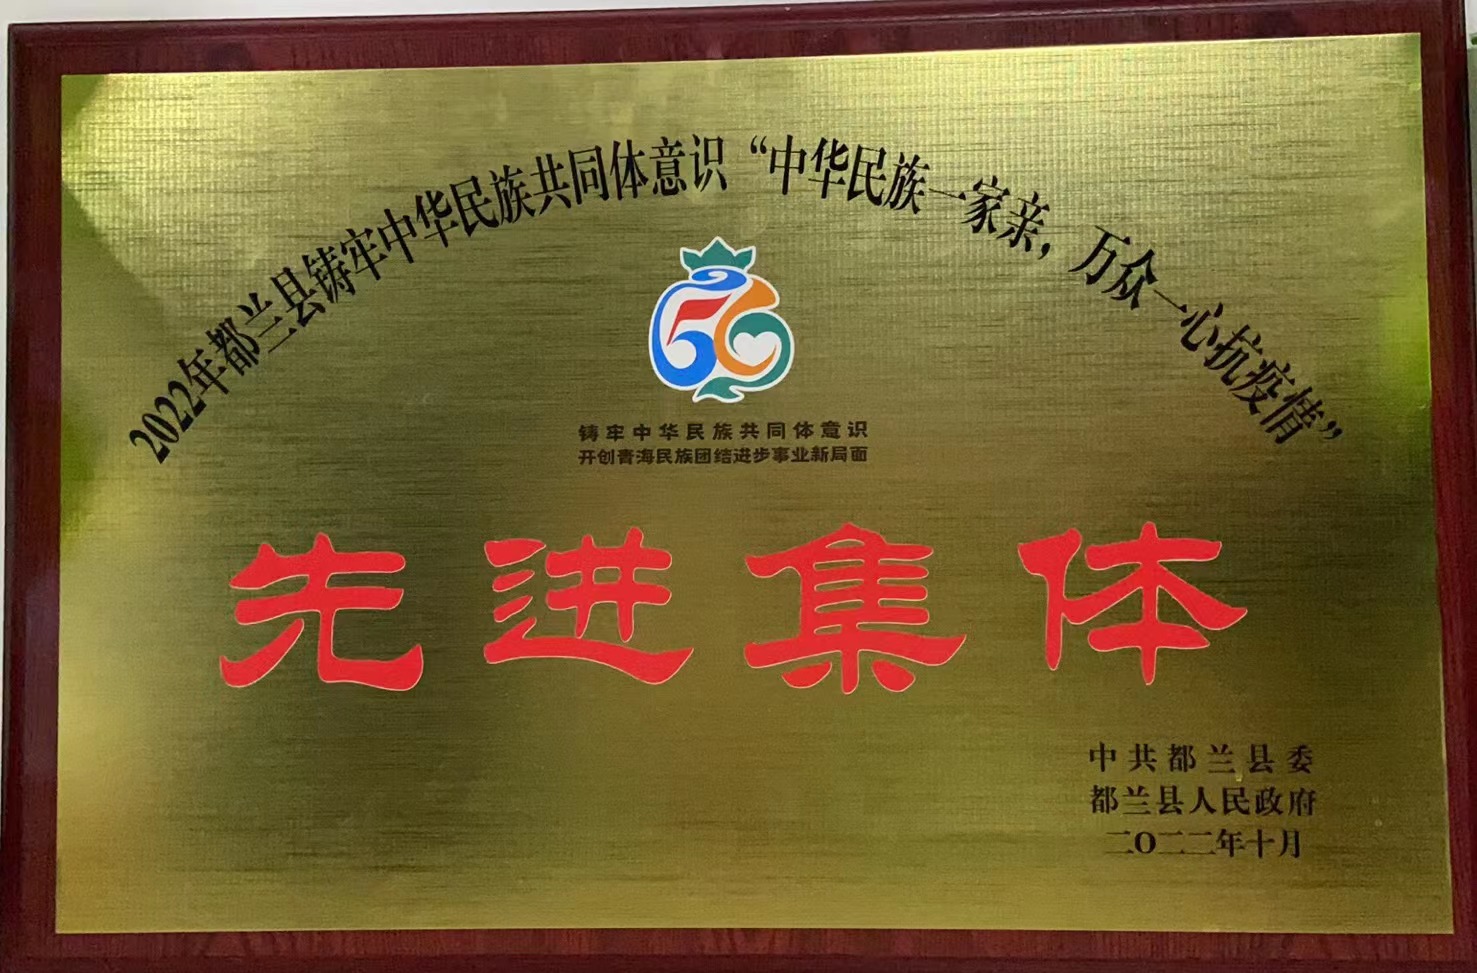 2022年都兰县铸牢中华民族共同体意识“中华民族一家亲，万众一心抗疫情”
56
铸牢中华民族共同体意识
开创青海民族团结进步事业新局面
先进集体
中共都兰县委
都兰县人民政府
二〇二二年十月